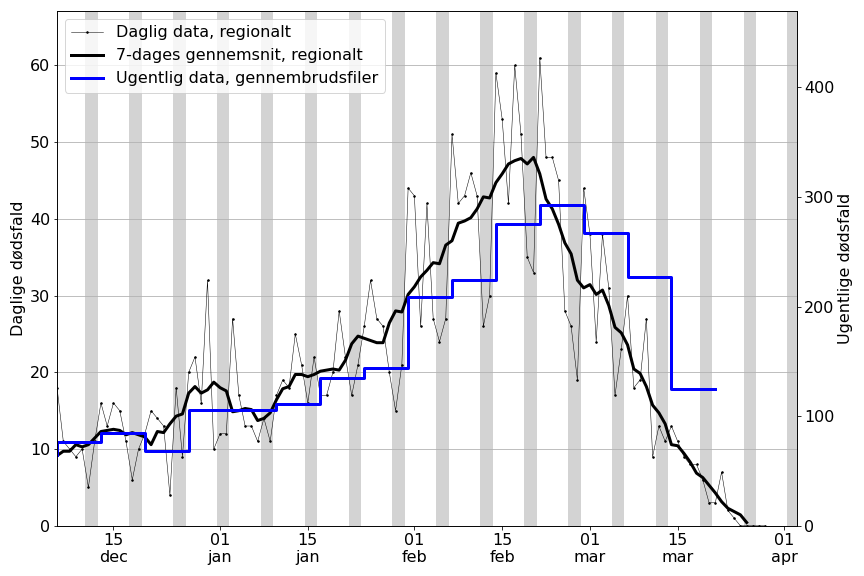 Daglig data, regionalt
7-dages gennemsnit, regionalt
Ugentlig data, gennembrudsfiler
Daglige dødsfald
60
50
40
30
20
10
0
Ugentlige dødsfald
400
300
200
100
0
15 01 15 01 15 01 15 01
dec jan jan feb feb mar mar apr